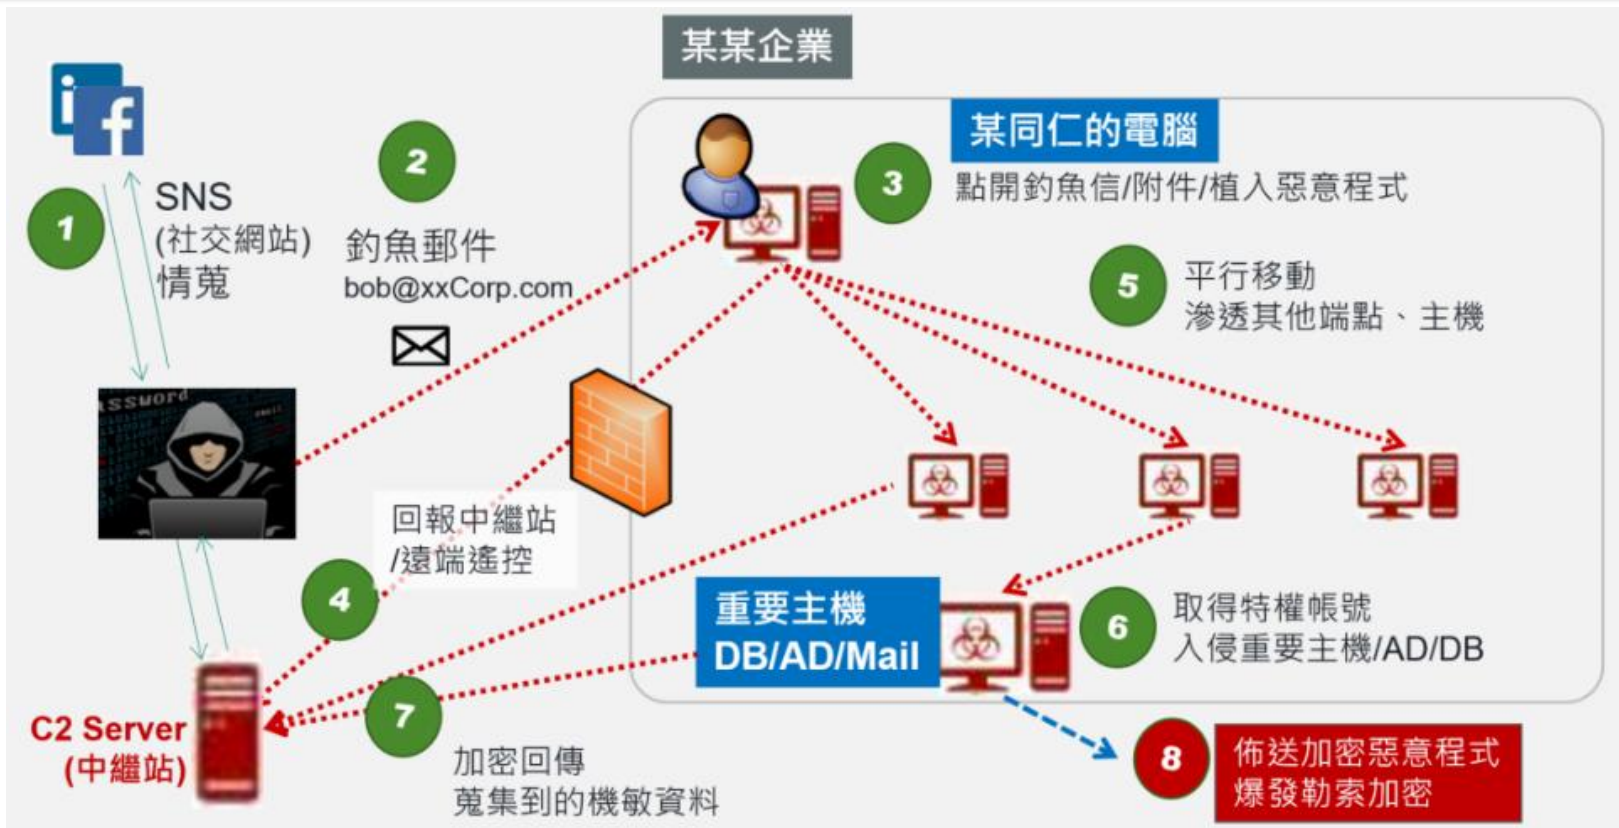 某某企業
in
f
1
SNS
(社交網站)
情蒐
2
釣魚郵件
bob@xxCorp.com
某同仁的電腦
3
點開釣魚信/附件/植入惡意程式
5
平行移動
滲透其他端點、主機
回報中繼站
/遠端遙控
4
重要主機
DB/AD/Mail
6
取得特權帳號
入侵重要主機/AD/DB
C2 Server
(中繼站)
7
加密回傳
蒐集到的機敏資料
8
佈送加密惡意程式
爆發勒索加密